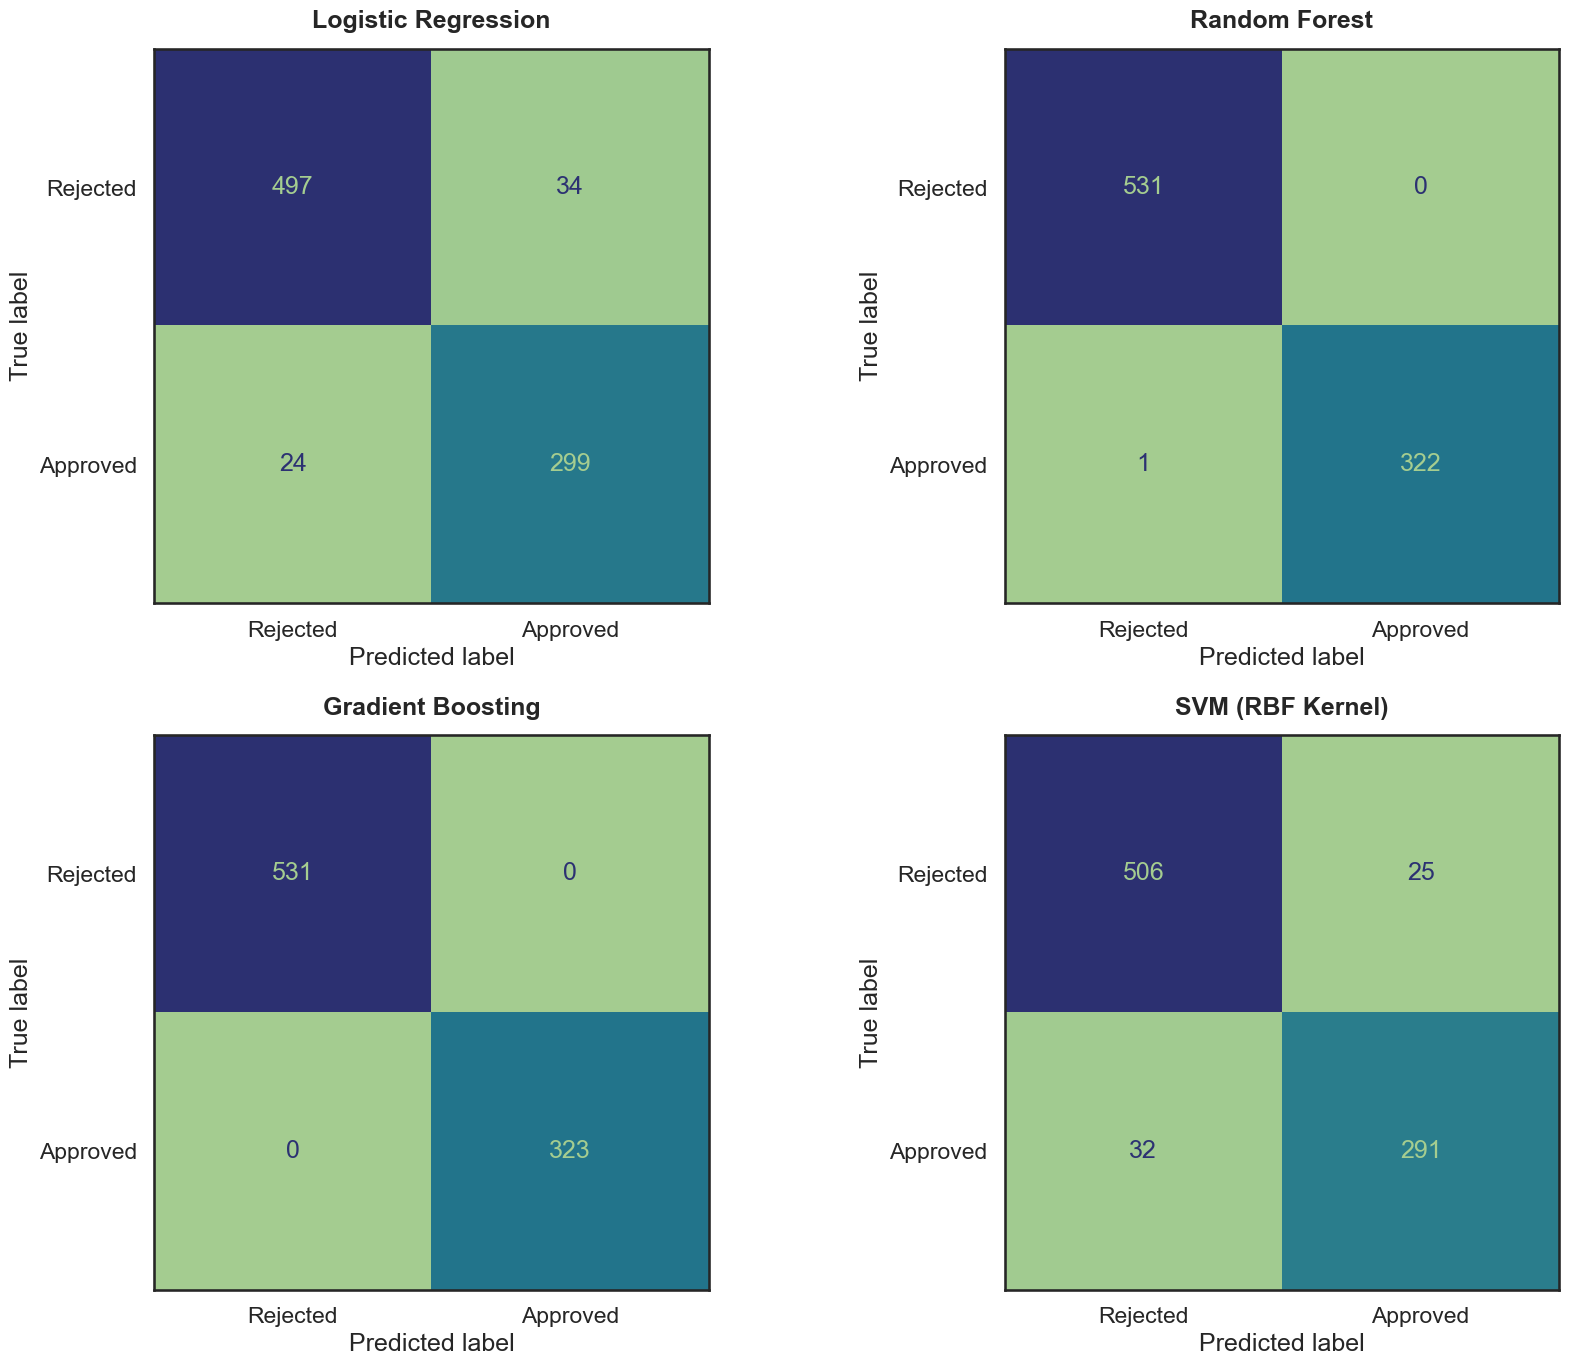 Logistic Regression
True label
Rejected
497
34
Approved
24
299
Rejected
Approved
Predicted label
Random Forest
True label
Rejected
531
0
Approved
1
322
Rejected
Approved
Predicted label
Gradient Boosting
True label
Rejected
531
0
Approved
0
323
Rejected
Approved
Predicted label
SVM (RBF Kernel)
True label
Rejected
506
25
Approved
32
291
Rejected
Approved
Predicted label